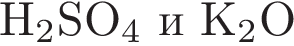 H₂SO₄ и K₂O